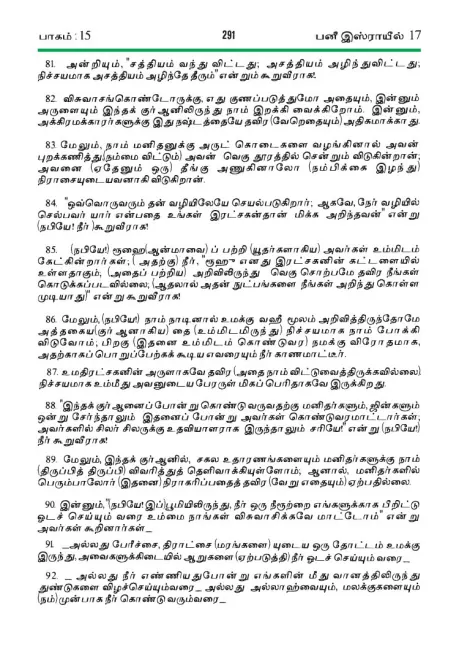 பாகம் : 15 291 பனீ இஸ்ராயீல் 17
81. அன்றியும், "சத்தியம் வந்து விட்டது; அசத்தியம் அழிந்துவிட்டது;
நிச்சயமாக அசத்தியம் அழிந்தே தீரும்" என்றும் கூறுவீராக!.
82. விசுவாசங்கொண்டோருக்கு, எது குணப்படுத்துமோ அதையும், இன்னும்
அருளையும் இந்தக் குர்ஆனிலிருந்து நாம் இறக்கி வைக்கிறோம். இன்னும்,
அக்கிரமக்காரர்களுக்கு இது நஷ்டத்தையே தவிர (வேறெதையும்) அதிகமாக்காது.
83. மேலும், நாம் மனிதனுக்கு அருட் கொடைகளை வழங்கினால் அவன்
புறக்கணித்து(நம்மை விட்டும்) அவன் வெகு தூரத்தில் சென்றும் விடுகின்றான்;
அவனை (ஏதேனும் ஒரு) தீங்கு அணுகினாலோ (நம்பிக்கை இழந்து)
நிராசையுடையவனாகிவிடுகிறான்.
84. "ஒவ்வொருவரும் தன் வழியிலேயே செயல்படுகிறார்; ஆகவே, நேர் வழியில்
செல்பவர் யார் என்பதை உங்கள் இரட்சகன்தான் மிக்க அறிந்தவன்" என்று
(நபியே! நீர் )கூறுவீராக!
85. (நபியே!) ரூஹை(ஆன்மாவை) ப் பற்றி (யூதர்களாகிய) அவர்கள் உம்மிடம்
கேட்கின்றார்கள்; ( அதற்கு) நீர், "ரூஹு எனது இரட்சகனின் கட்டளையில்
உள்ளதாகும்; (அதைப் பற்றிய) அறிவிலிருந்து வெகு சொற்பமே தவிர நீங்கள்
கொடுக்கப்படவில்லை; (ஆதலால் அதன் நுட்பங்களை நீங்கள் அறிந்து கொள்ள
முடியாது)" என்று கூறுவீராக!
86. மேலும், (நபியே!) நாம் நாடினால் உமக்கு வஹீ மூலம் அறிவித்திருந்தோமே
அத்தகைய(குர்ஆனாகிய) தை (உம்மிடமிருந்து) நிச்சயமாக நாம் போக்கி
விடுவோம்; பிறகு (இதனை உம்மிடம் கொண்டுவர) நமக்கு விரோதமாக,
அதற்காகப்பொறுப்பேற்கக்கூடிய எவரையும் நீர் காணமாட்டீர்.
87. உமதிரட்சகனின் அருளாகவே தவிர (அதை நாம் விட்டுவைத்திருக்கவில்லை).
நிச்சயமாக உம்மீது அவனுடைய பேரருள் மிகப் பெரிதாகவே இருக்கிறது.
88. "இந்தக் குர்ஆனைப் போன்று கொண்டுவருவதற்கு மனிதர்களும், ஜின்களும்
ஒன்று சேர்ந்தாலும் இதனைப் போன்று அவர்கள் கொண்டுவரமாட்டார்கள்;
அவர்களில் சிலர் சிலருக்கு உதவியாளராக இருந்தாலும் சரியே!" என்று (நபியே!)
நீர் கூறுவீராக!
89. மேலும், இந்தக் குர்ஆனில், சகல உதாரணங்களையும் மனிதர்களுக்கு நாம்
(திருப்பித் திருப்பி) விவரித்துத் தெளிவாக்கியுள்ளோம்; ஆனால், மனிதர்களில்
பெரும்பாலோர் (இதனை) நிராகரிப்பதைத் தவிர (வேறு எதையும்) ஏற்பதில்லை.
90. இன்னும், "(நபியே! இப்)பூமியிலிருந்து, நீர் ஒரு நீரூற்றை எங்களுக்காக பீறிட்டு
ஓடச் செய்யும் வரை உம்மை நாங்கள் விசுவாசிக்கவே மாட்டோம்" என்று
அவர்கள் கூறினார்கள்_
91. _அல்லது பேரீச்சை, திராட்சை (மரங்களை) யுடைய ஒரு தோட்டம் உமக்கு
இருந்து, அவைகளுக்கிடையில் ஆறுகளை (ஏற்படுத்தி) நீர் ஓடச் செய்யும் வரை_
92. _ அல்லது நீர் எண்ணியதுபோன்று எங்களின் மீது வானத்திலிருந்து
துண்டுகளை விழச்செய்யும்வரை_ அல்லது அல்லாஹ்வையும், மலக்குகளையும்
(நம்)முன்பாக நீர் கொண்டுவரும்வரை_